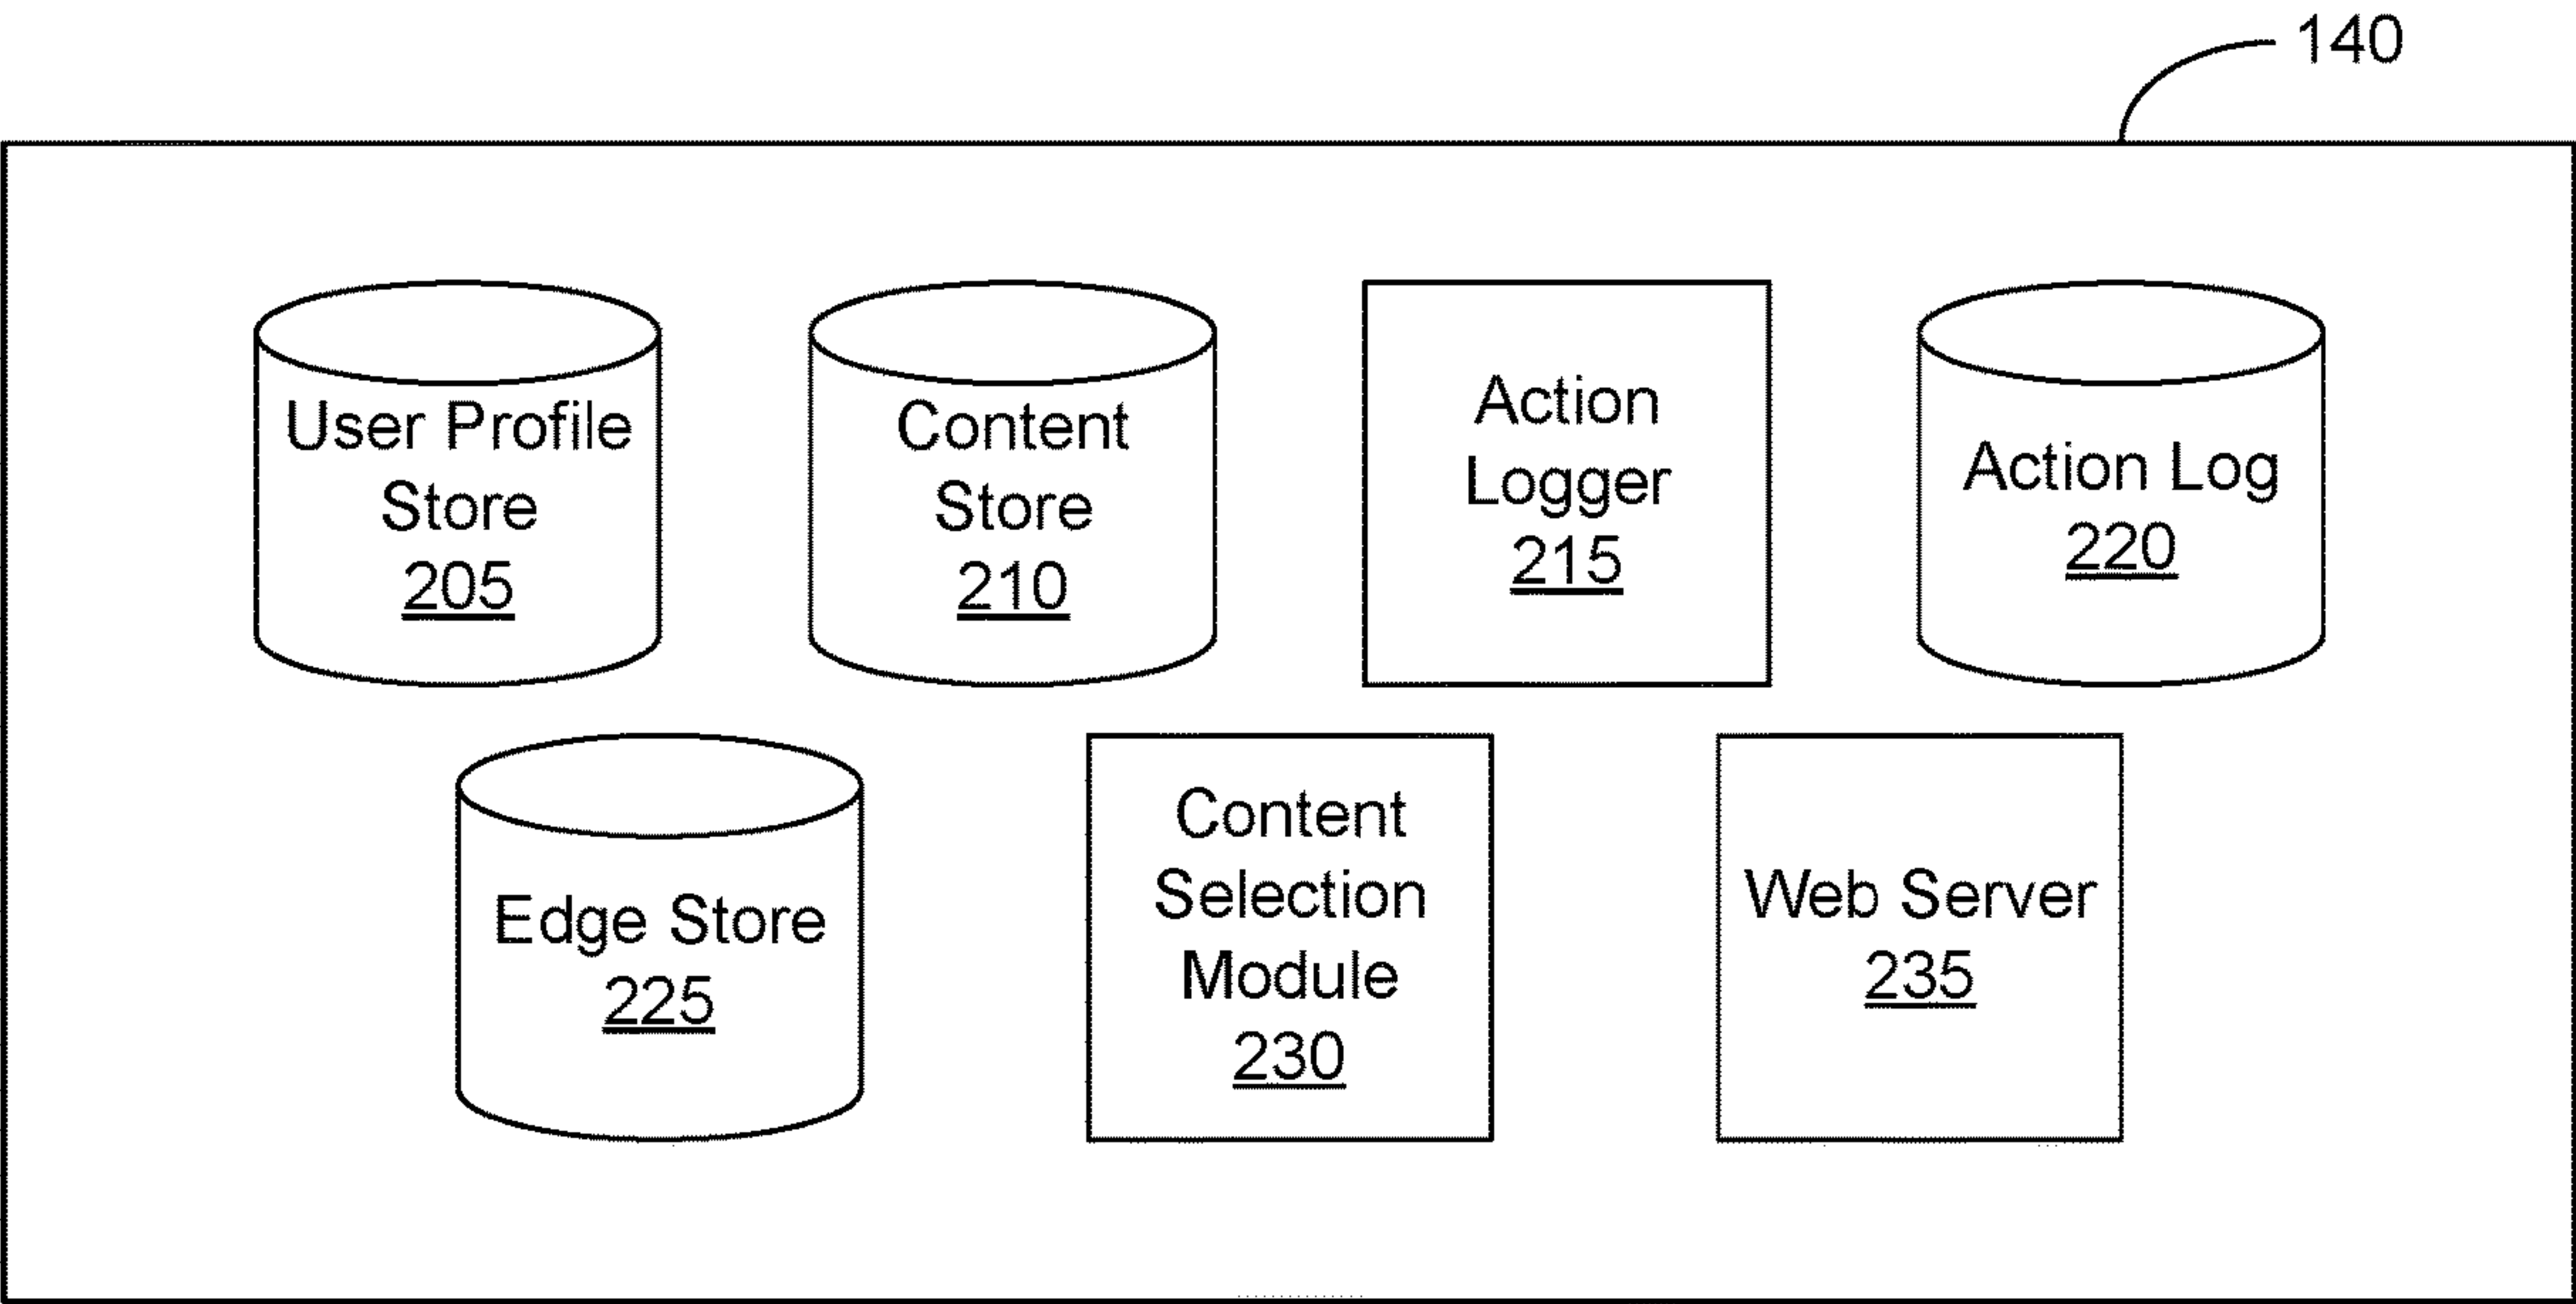 140
User Profile
Store
205
Content
Store
210
Action
Logger
215
Action Log
220
Edge Store
225
Content
Selection
Module
230
Web Server
235